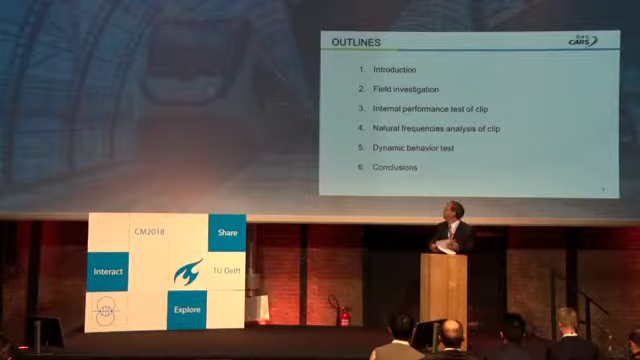 OUTLINES
CARS
1. Introduction
2. Field investigation
3. Internal performance test of clip
4. Natural frequencies analysis of clip
5. Dynamic behavior test
6. Conclusions
1
CM2018
Share
Interact
TU Delft
Explore